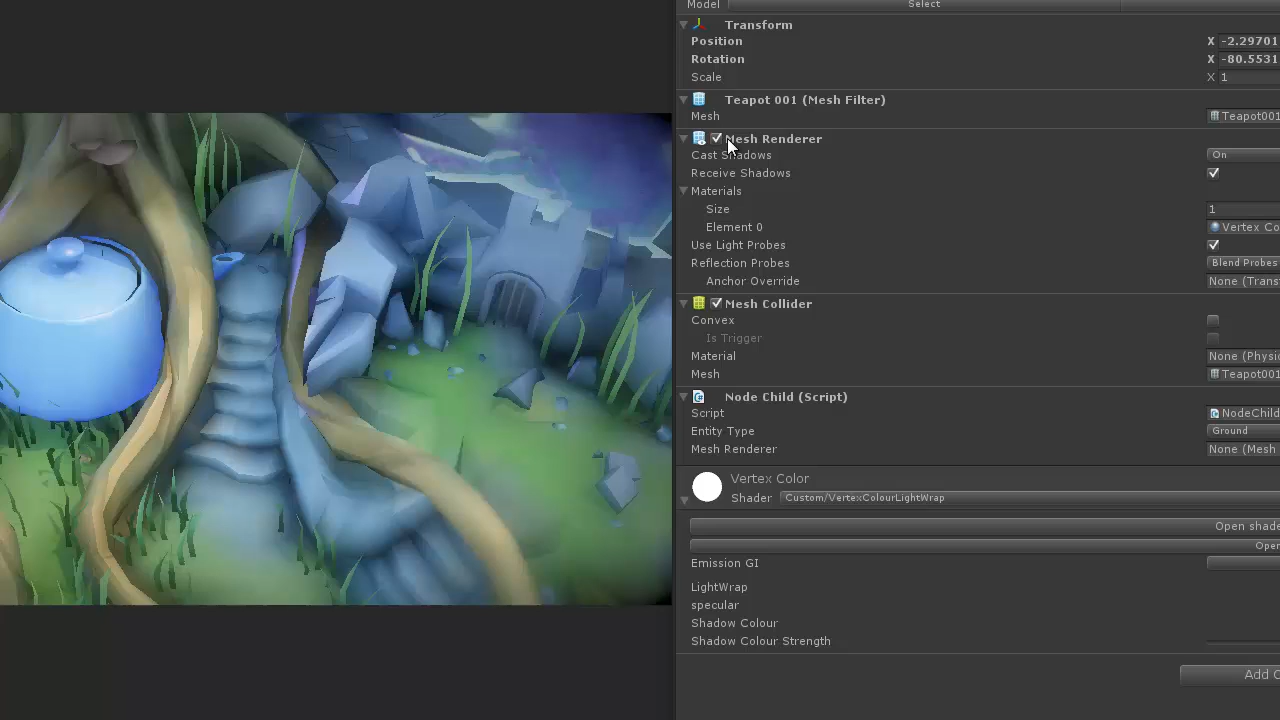 Model Select
Transform
Position X -2.29701
Rotation X -80.5531
Scale X 1
Teapot 001 (Mesh Filter)
Mesh Teapot001
Mesh Renderer
Cast Shadows On
Receive Shadows
Materials
Size 1
Element 0 Vertex Co
Use Light Probes
Reflection Probes Blend Probes
Anchor Override None (Trans
Mesh Collider
Convex
Is Trigger
Material None (Physi
Mesh Teapot001
Node Child (Script)
Script NodeChild
Entity Type Ground
Mesh Renderer None (Mesh
Vertex Color
Shader Custom/VertexColourLightWrap
Open shade
Open
Emission GI
LightWrap
specular
Shadow Colour
Shadow Colour Strength
Add C